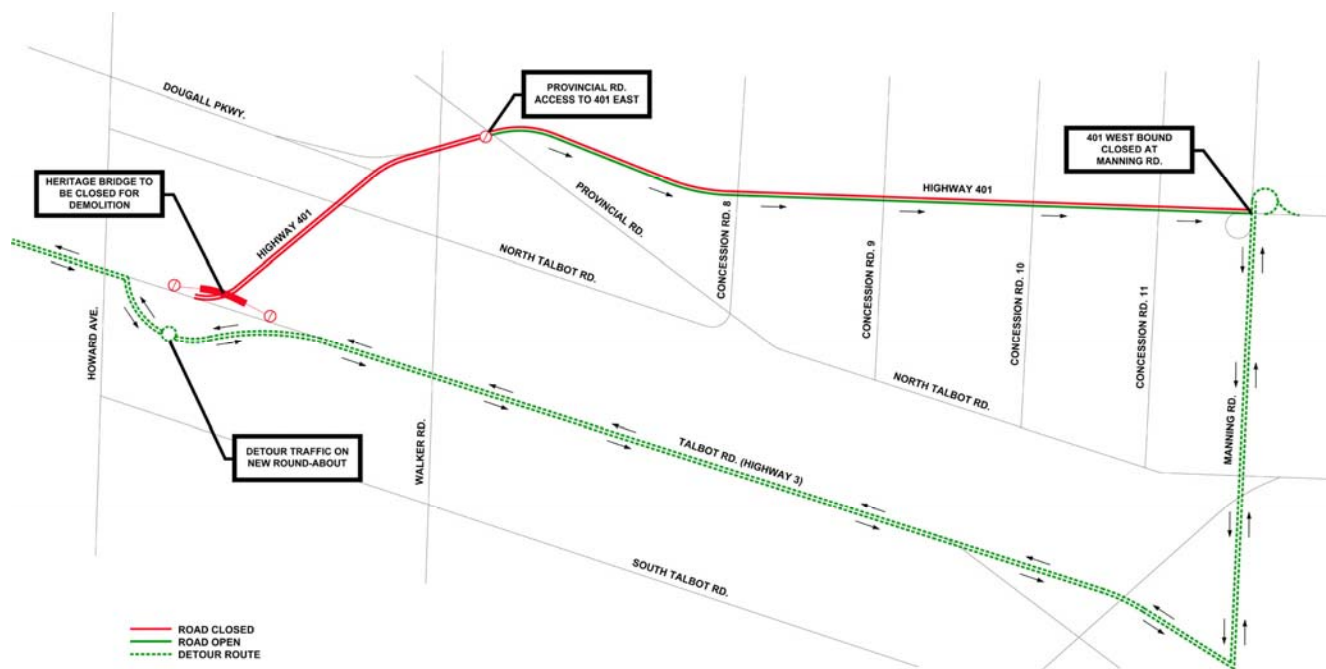 DOUGALL PKWY.
PROVINCIAL RD.
ACCESS TO 401 EAST
401 WEST BOUND
CLOSED AT
MANNING RD.
HERITAGE BRIDGE TO
BE CLOSED FOR
DEMOLITION
HIGHWAY 401
HIGHWAY 401
PROVINCIAL RD.
NORTH TALBOT RD.
CONCESSION RD. 8
CONCESSION RD. 9
CONCESSION RD. 10
CONCESSION RD. 11
HOWARD AVE.
NORTH TALBOT RD.
MANNING RD.
DETOUR TRAFFIC ON
NEW ROUND-ABOUT
WALKER RD.
TALBOT RD. (HIGHWAY 3)
SOUTH TALBOT RD.
ROAD CLOSED
ROAD OPEN
DETOUR ROUTE